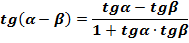 tg(α − β) = (tgα − tgβ) / (1 + tgα · tgβ)